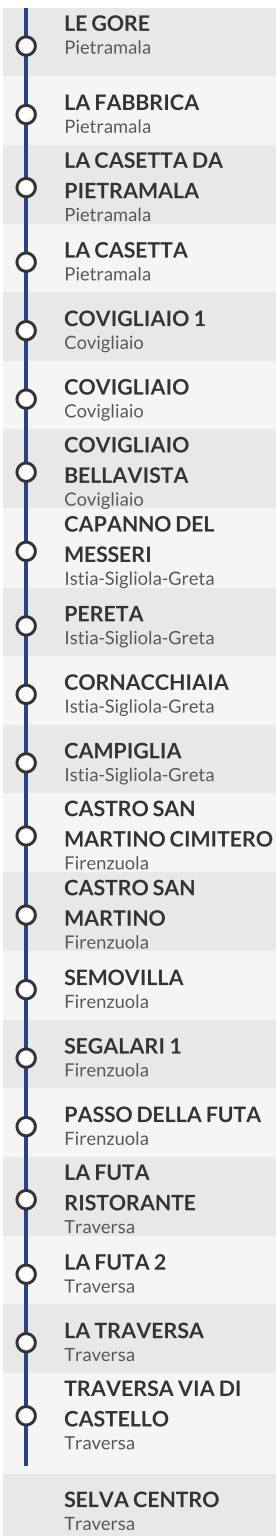 LE GORE
Pietramala
LA FABBRICA
Pietramala
LA CASETTA DA
PIETRAMALA
Pietramala
LA CASETTA
Pietramala
COVIGLIAIO 1
Covigliaio
COVIGLIAIO
Covigliaio
COVIGLIAIO
BELLAVISTA
Covigliaio
CAPANNO DEL
MESSERI
Istia-Sigliola-Greta
PERETA
Istia-Sigliola-Greta
CORNACCHIAIA
Istia-Sigliola-Greta
CAMPIGLIA
Istia-Sigliola-Greta
CASTRO SAN
MARTINO CIMITERO
Firenzuola
CASTRO SAN
MARTINO
Firenzuola
SEMOVILLA
Firenzuola
SEGALARI 1
Firenzuola
PASSO DELLA FUTA
Firenzuola
LA FUTA
RISTORANTE
Traversa
LA FUTA 2
Traversa
LA TRAVERSA
Traversa
TRAVERSA VIA DI
CASTELLO
Traversa
SELVA CENTRO
Traversa